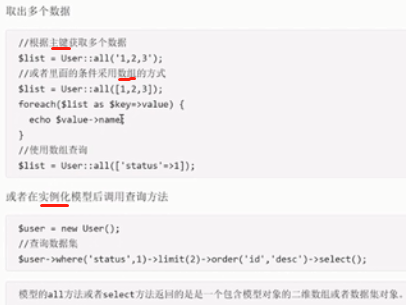 取出多个数据
//根据主键获取多个数据
$list = User::all('1,2,3');
//或者里面的条件采用数组的方式
$list = User::all([1,2,3]);
foreach($list as $key=>value) {
echo $value->name;
}
//使用数组查询
$list = User::all(['status'=>1]);
或者在实例化模型后调用查询方法
$user = new User();
//查询数据集
$user->where('status',1)->limit(2)->order('id','desc')->select();
模型的all方法或者select方法返回的是是一个包含模型对象的二维数组或者数据集对象。